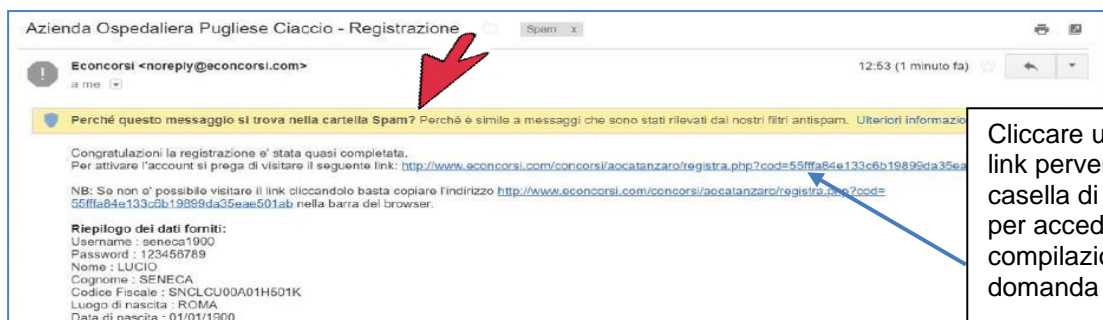 Azienda Ospedaliera Pugliese Ciaccio - Registrazione Spam x
Econcorsi <noreply@econcorsi.com> 12:53 (1 minuto fa)
a me
Perché questo messaggio si trova nella cartella Spam? Perché è simile a messaggi che sono stati rilevati dai nostri filtri antispam. Ulteriori informazio
Congratulazioni la registrazione e' stata quasi completata.
Per attivare l'account si prega di visitare il seguente link: http://www.econcorsi.com/concorsi/aocatanzaro/registra.php?cod=55fffa84e133c6b19899da35ea
NB: Se non e' possibile visitare il link cliccandolo basta copiare l'indirizzo http://www.econcorsi.com/concorsi/aocatanzaro/registra.php?cod=
55fffa84e133c6b19899da35eae501ab nella barra del browser.
Riepilogo dei dati forniti:
Username : seneca1900
Password : 123456789
Nome : LUCIO
Cognome : SENECA
Codice Fiscale : SNCLCU00A01H501K
Luogo di nascita : ROMA
Data di nascita : 01/01/1900
Cliccare u
link perve
casella di
per acced
compilazio
domanda